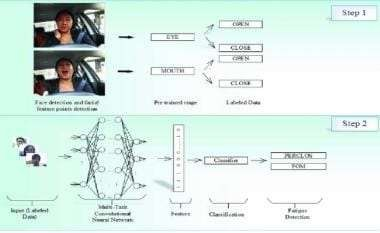 Step 1
OPEN
EYE
CLOSE
OPEN
MOUTH
CLOSE
Face detection and facial
feature points detection
Pre-trained stage
Labeled Data
Step 2
PERCLOS
Classifier
FOM
Input (Labeled
Data)
Multi-Task
Convolutional
Neural Network
Feature
Classification
Fatigue
Detection